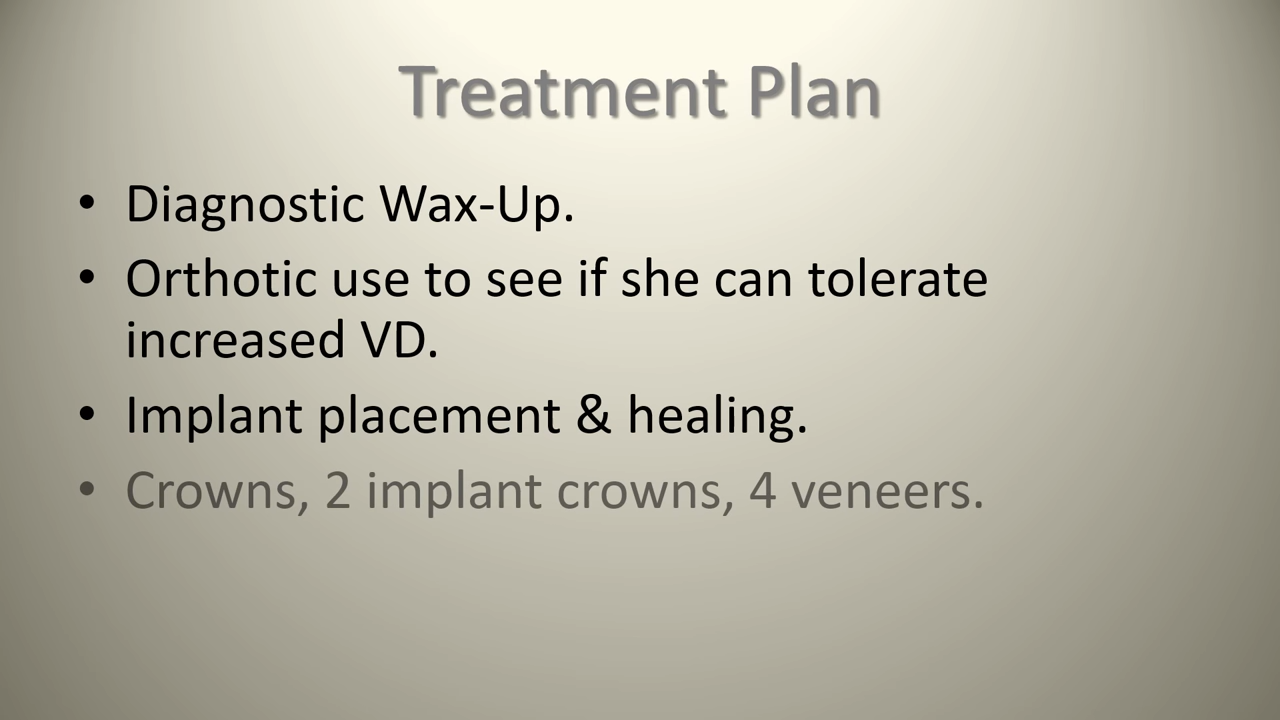 Treatment Plan
• Diagnostic Wax-Up.
• Orthotic use to see if she can tolerate
increased VD.
• Implant placement & healing.
• Crowns, 2 implant crowns, 4 veneers.